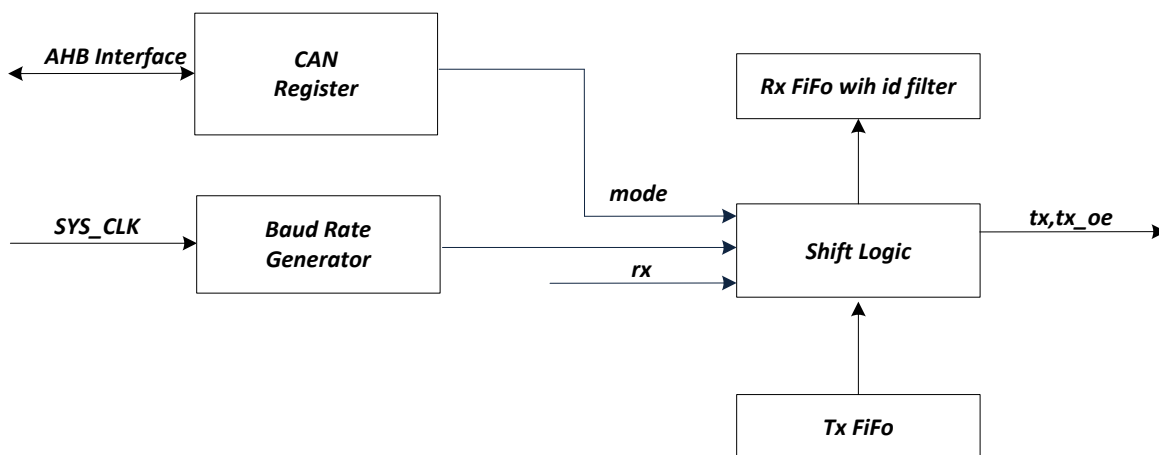 AHB Interface
CAN
Register
Rx FiFo wih id filter
mode
SYS_CLK
Baud Rate
Generator
rx
Shift Logic
tx,tx_oe
Tx FiFo